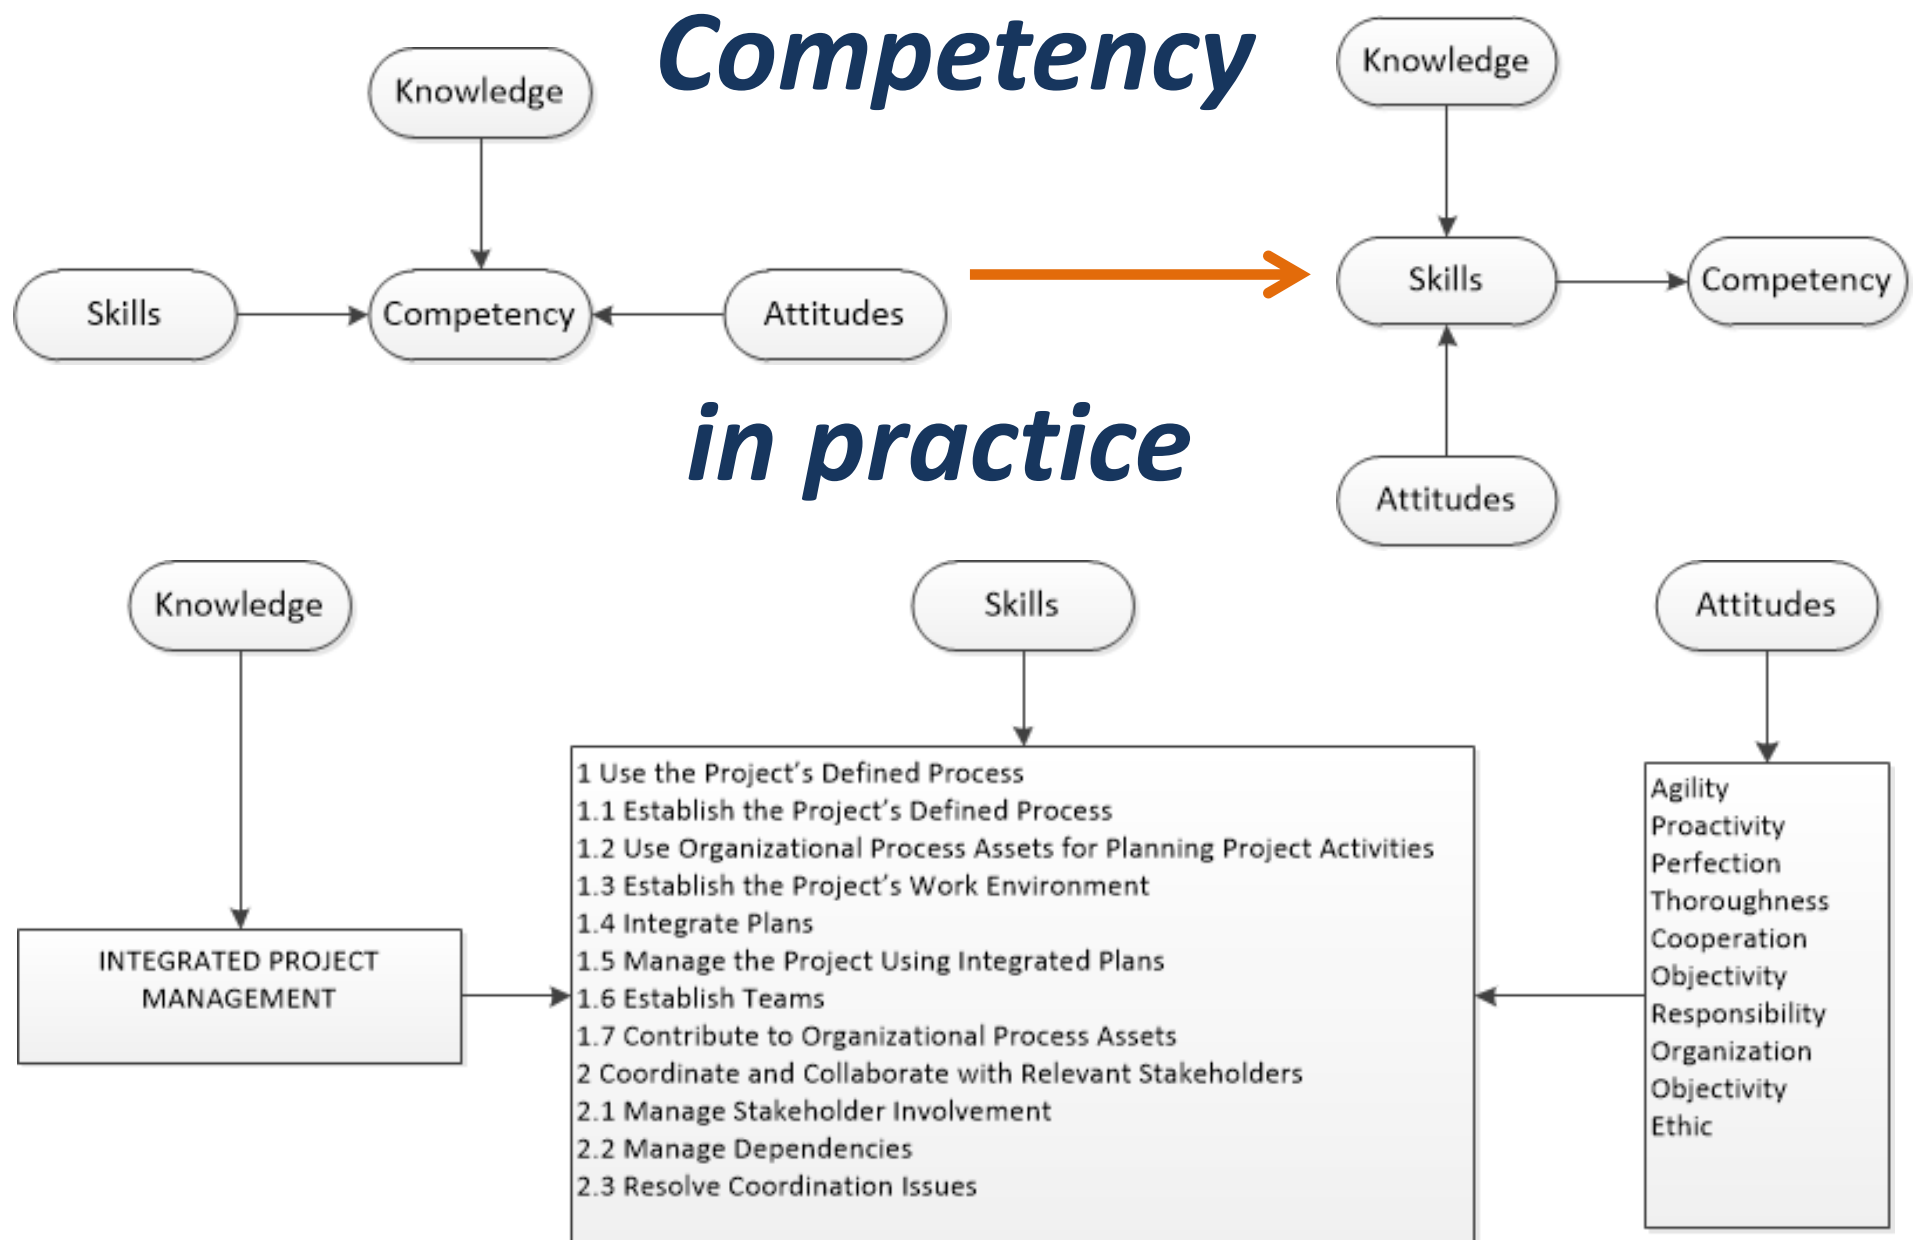 Competency
Knowledge
Skills
Competency
Attitudes
Knowledge
Skills
Competency
Attitudes
in practice
Knowledge
INTEGRATED PROJECT
MANAGEMENT
Skills
1 Use the Project’s Defined Process
1.1 Establish the Project’s Defined Process
1.2 Use Organizational Process Assets for Planning Project Activities
1.3 Establish the Project’s Work Environment
1.4 Integrate Plans
1.5 Manage the Project Using Integrated Plans
1.6 Establish Teams
1.7 Contribute to Organizational Process Assets
2 Coordinate and Collaborate with Relevant Stakeholders
2.1 Manage Stakeholder Involvement
2.2 Manage Dependencies
2.3 Resolve Coordination Issues
Attitudes
Agility
Proactivity
Perfection
Thoroughness
Cooperation
Objectivity
Responsibility
Organization
Objectivity
Ethic